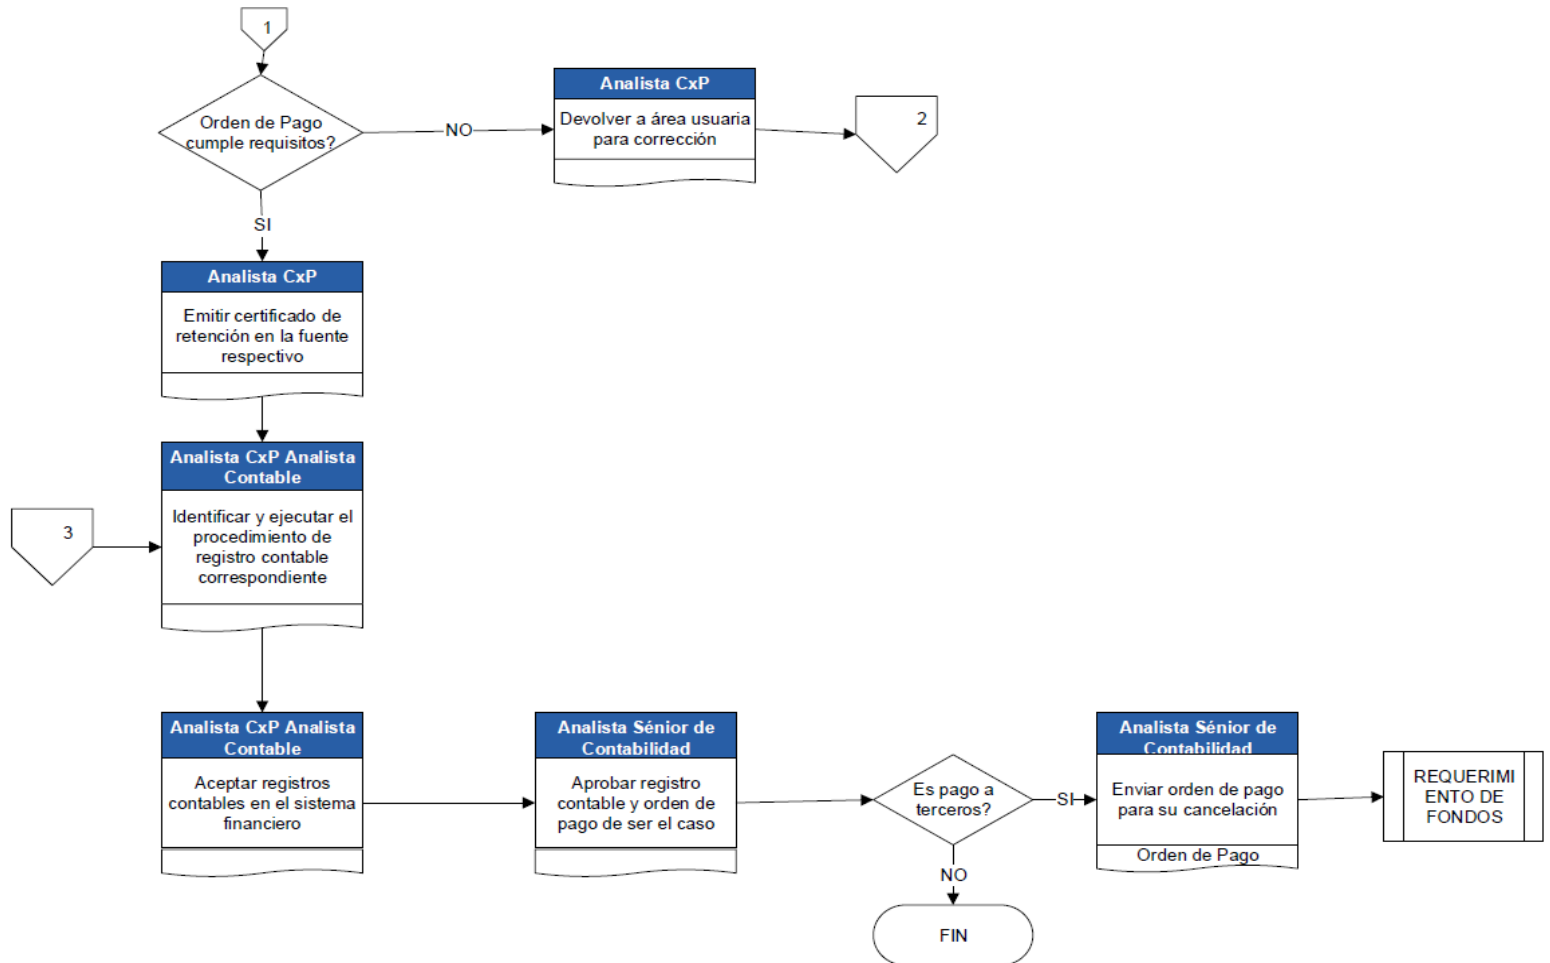 1
Orden de Pago
cumple requisitos?
NO
Analista CxP
Devolver a área usuaria
para corrección
2
SI
Analista CxP
Emitir certificado de
retención en la fuente
respectivo
Analista CxP Analista
Contable
Identificar y ejecutar el
procedimiento de
registro contable
correspondiente
3
Analista CxP Analista
Contable
Aceptar registros
contables en el sistema
financiero
Analista Sénior de
Contabilidad
Aprobar registro
contable y orden de
pago de ser el caso
Es pago a
terceros?
SI
Analista Sénior de
Contabilidad
Enviar orden de pago
para su cancelación
Orden de Pago
REQUERIMI
ENTO DE
FONDOS
NO
FIN